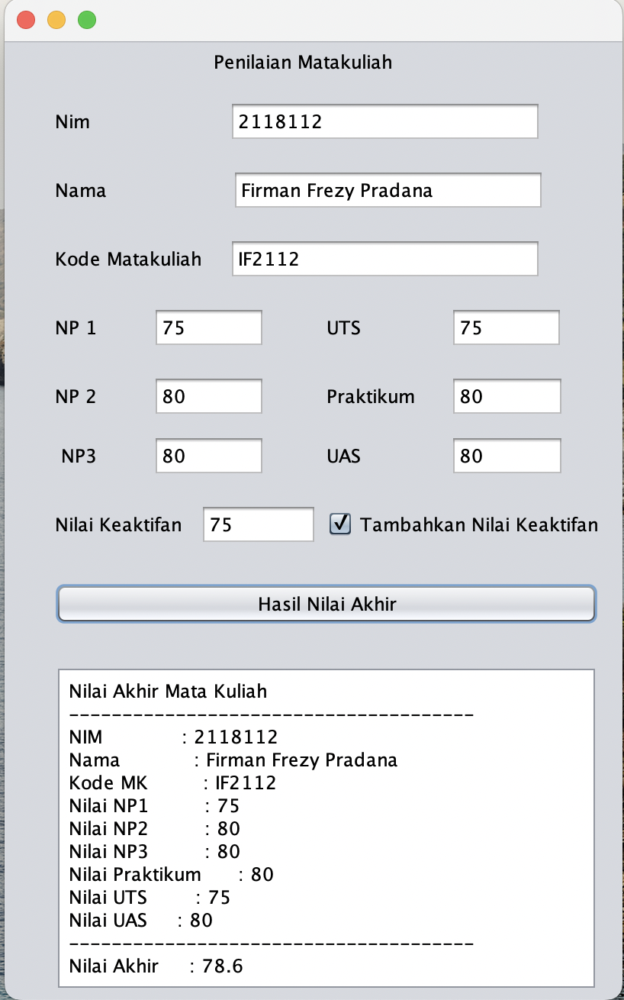 Penilaian Matakuliah
Nim 2118112
Nama Firman Frezy Pradana
Kode Matakuliah IF2112
NP 1 75 UTS 75
NP 2 80 Praktikum 80
NP3 80 UAS 80
Nilai Keaktifan 75 Tambahkan Nilai Keaktifan
Hasil Nilai Akhir
Nilai Akhir Mata Kuliah
--------------------------------------
NIM : 2118112
Nama : Firman Frezy Pradana
Kode MK : IF2112
Nilai NP1 : 75
Nilai NP2 : 80
Nilai NP3 : 80
Nilai Praktikum : 80
Nilai UTS : 75
Nilai UAS : 80
--------------------------------------
Nilai Akhir : 78.6